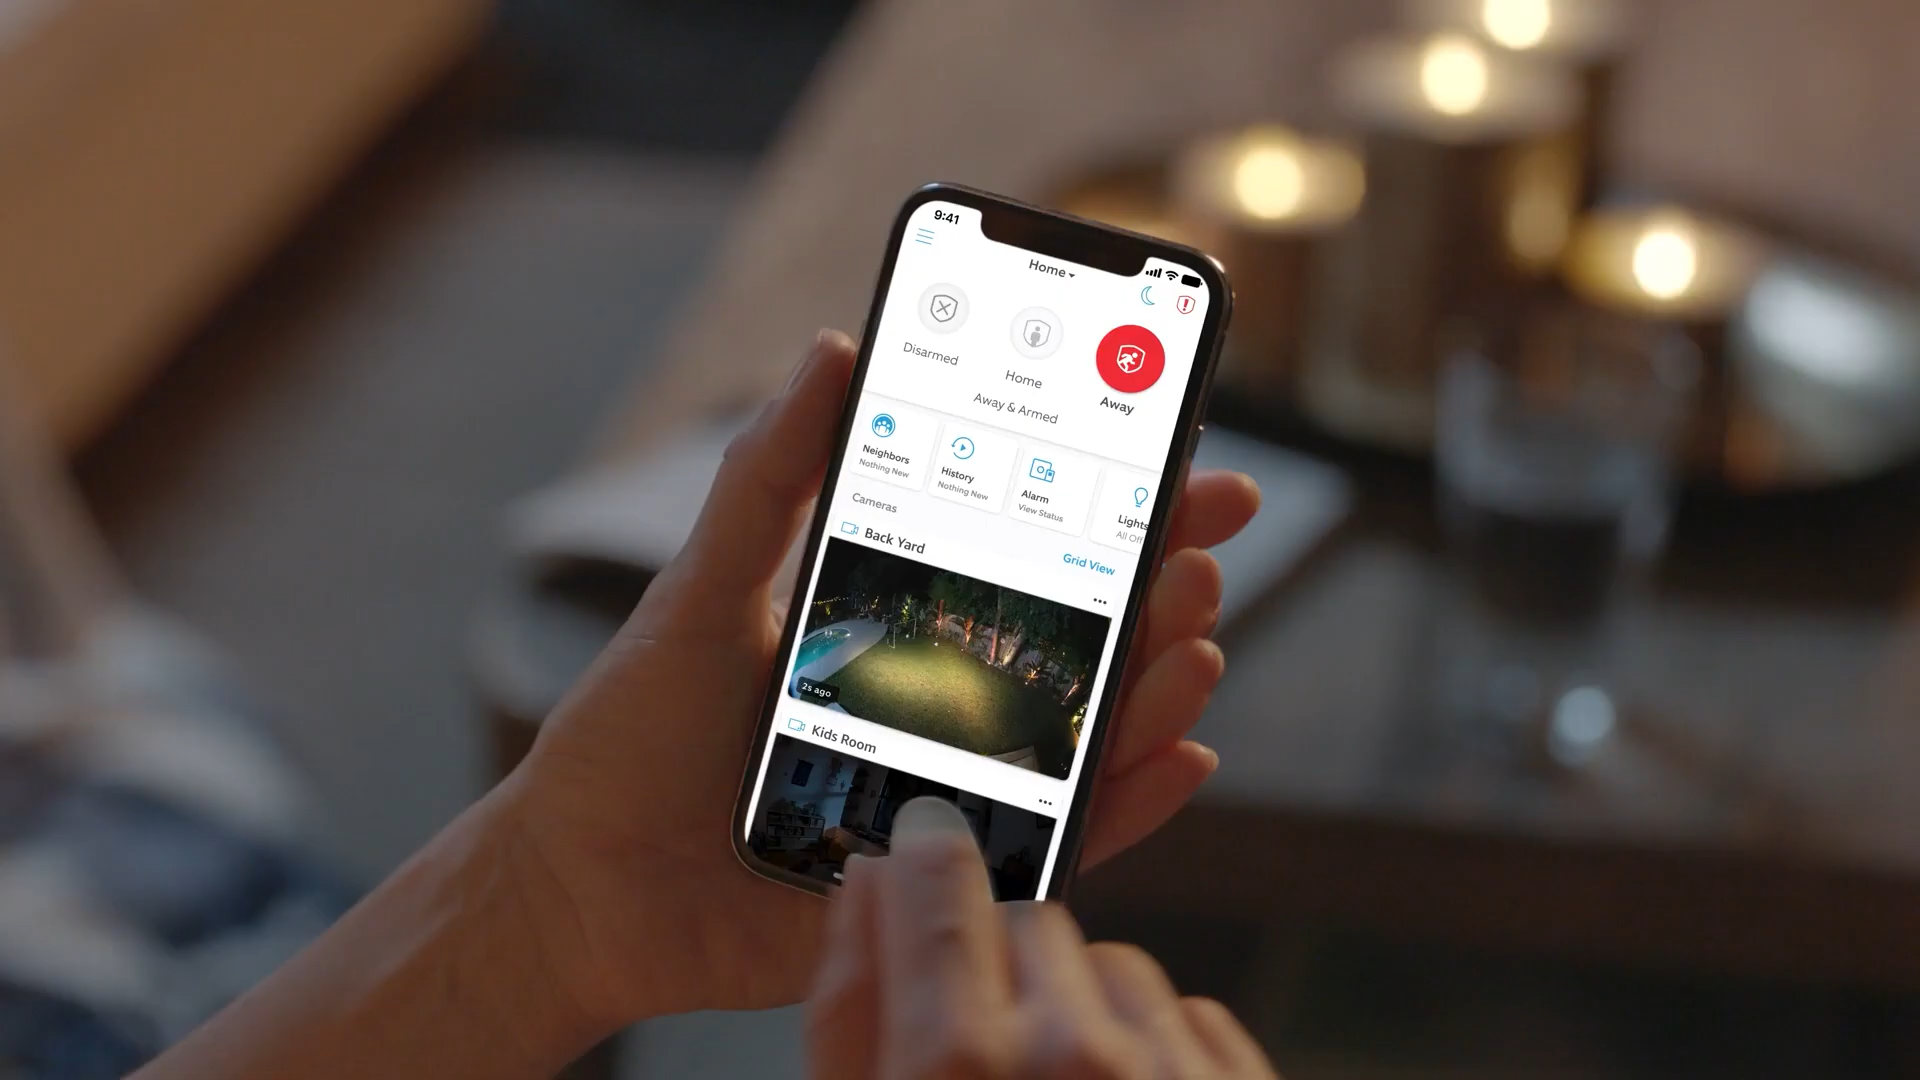 9:41
Home
Disarmed
Home
Away
Away & Armed
Neighbors
Nothing New
History
Nothing New
Alarm
View Status
Lights
All Off
Cameras
Back Yard
Grid View
2s ago
Kids Room